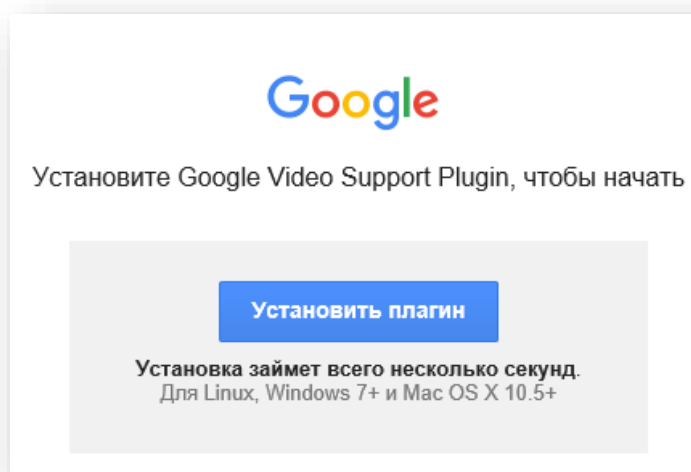 Google
Установите Google Video Support Plugin, чтобы начать
Установить плагин
Установка займет всего несколько секунд.
Для Linux, Windows 7+ и Mac OS X 10.5+